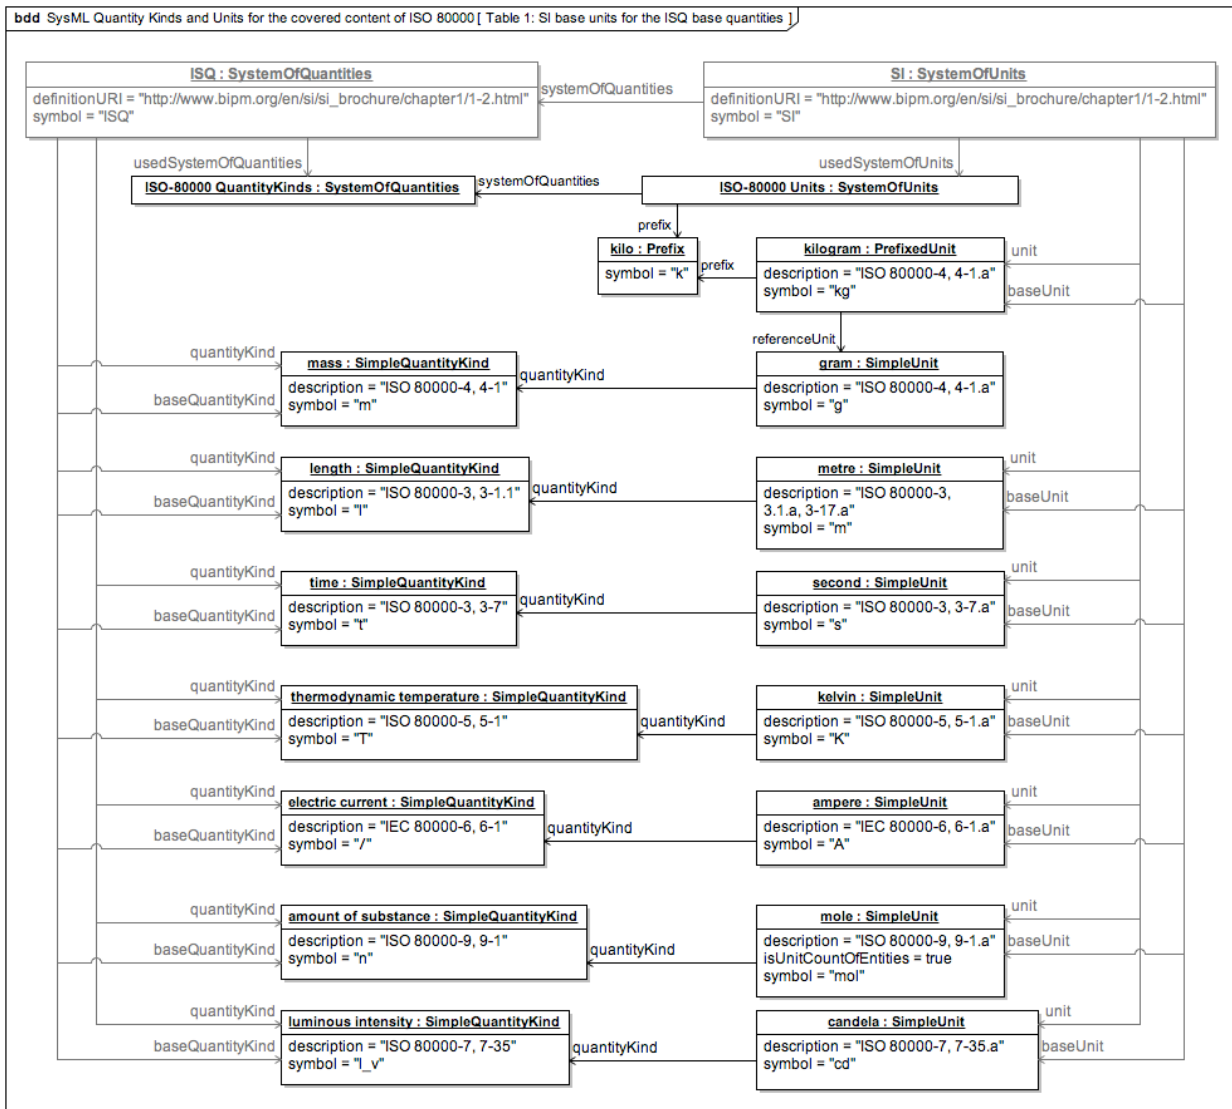 bdd SysML Quantity Kinds and Units for the covered content of ISO 80000 [ Table 1: SI base units for the ISQ base quantities ]
ISQ : SystemOfQuantities
definitionURI = "http://www.bipm.org/en/si/si_brochure/chapter1/1-2.html"
symbol = "ISQ"
systemOfQuantities
SI : SystemOfUnits
definitionURI = "http://www.bipm.org/en/si/si_brochure/chapter1/1-2.html"
symbol = "SI"
usedSystemOfQuantities
usedSystemOfUnits
ISO-80000 QuantityKinds : SystemOfQuantities
systemOfQuantities
ISO-80000 Units : SystemOfUnits
prefix
kilo : Prefix
symbol = "k"
prefix
kilogram : PrefixedUnit
description = "ISO 80000-4, 4-1.a"
symbol = "kg"
unit
baseUnit
referenceUnit
quantityKind
baseQuantityKind
mass : SimpleQuantityKind
description = "ISO 80000-4, 4-1"
symbol = "m"
quantityKind
gram : SimpleUnit
description = "ISO 80000-4, 4-1.a"
symbol = "g"
quantityKind
baseQuantityKind
length : SimpleQuantityKind
description = "ISO 80000-3, 3-1.1"
symbol = "l"
quantityKind
metre : SimpleUnit
description = "ISO 80000-3,
3.1.a, 3-17.a"
symbol = "m"
unit
baseUnit
quantityKind
baseQuantityKind
time : SimpleQuantityKind
description = "ISO 80000-3, 3-7"
symbol = "t"
quantityKind
second : SimpleUnit
description = "ISO 80000-3, 3-7.a"
symbol = "s"
unit
baseUnit
quantityKind
baseQuantityKind
thermodynamic temperature : SimpleQuantityKind
description = "ISO 80000-5, 5-1"
symbol = "T"
quantityKind
kelvin : SimpleUnit
description = "ISO 80000-5, 5-1.a"
symbol = "K"
unit
baseUnit
quantityKind
baseQuantityKind
electric current : SimpleQuantityKind
description = "IEC 80000-6, 6-1"
symbol = "/"
quantityKind
ampere : SimpleUnit
description = "IEC 80000-6, 6-1.a"
symbol = "A"
unit
baseUnit
quantityKind
baseQuantityKind
amount of substance : SimpleQuantityKind
description = "ISO 80000-9, 9-1"
symbol = "n"
quantityKind
mole : SimpleUnit
description = "ISO 80000-9, 9-1.a"
isUnitCountOfEntities = true
symbol = "mol"
unit
baseUnit
quantityKind
baseQuantityKind
luminous intensity : SimpleQuantityKind
description = "ISO 80000-7, 7-35"
symbol = "I_v"
quantityKind
candela : SimpleUnit
description = "ISO 80000-7, 7-35.a"
symbol = "cd"
unit
baseUnit